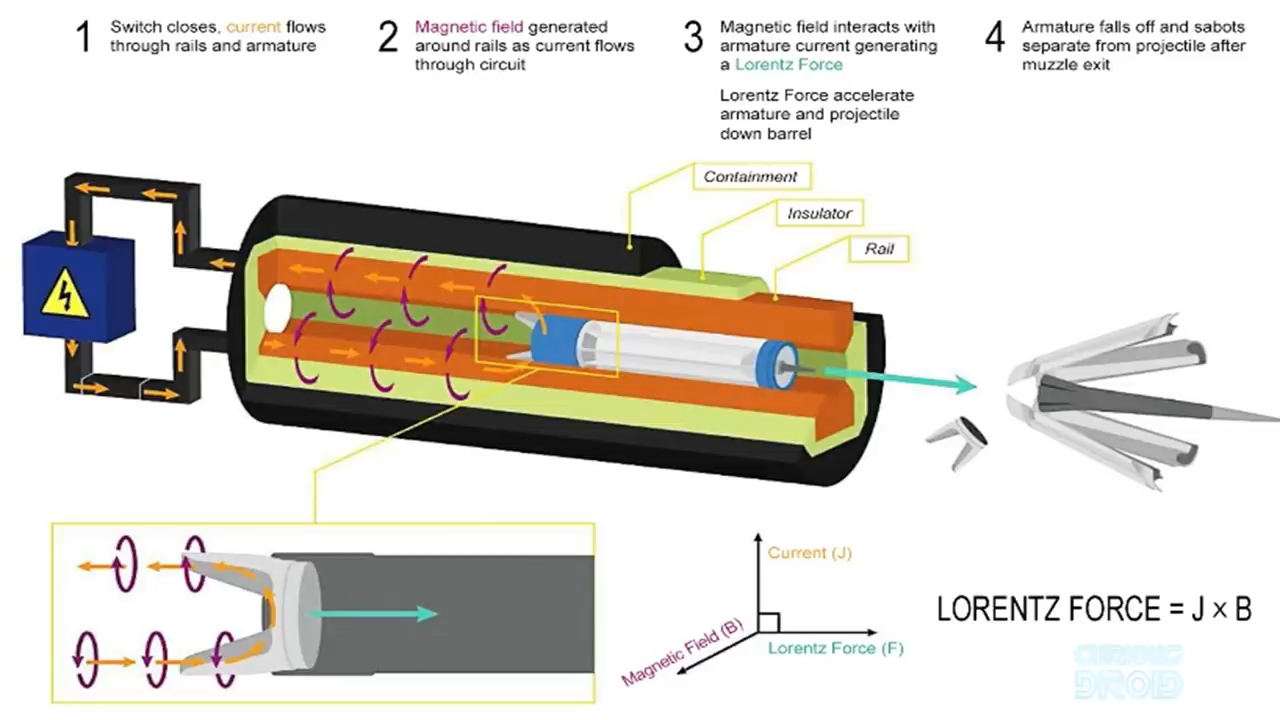 1 Switch closes, current flows
through rails and armature
2 Magnetic field generated
around rails as current flows
through circuit
3 Magnetic field interacts with
armature current generating
a Lorentz Force
Lorentz Force accelerate
armature and projectile
down barrel
4 Armature falls off and sabots
separate from projectile after
muzzle exit
Containment
Insulator
Rail
Current (J)
Magnetic Field (B)
Lorentz Force (F)
LORENTZ FORCE = J × B
CURIOUS
DROID